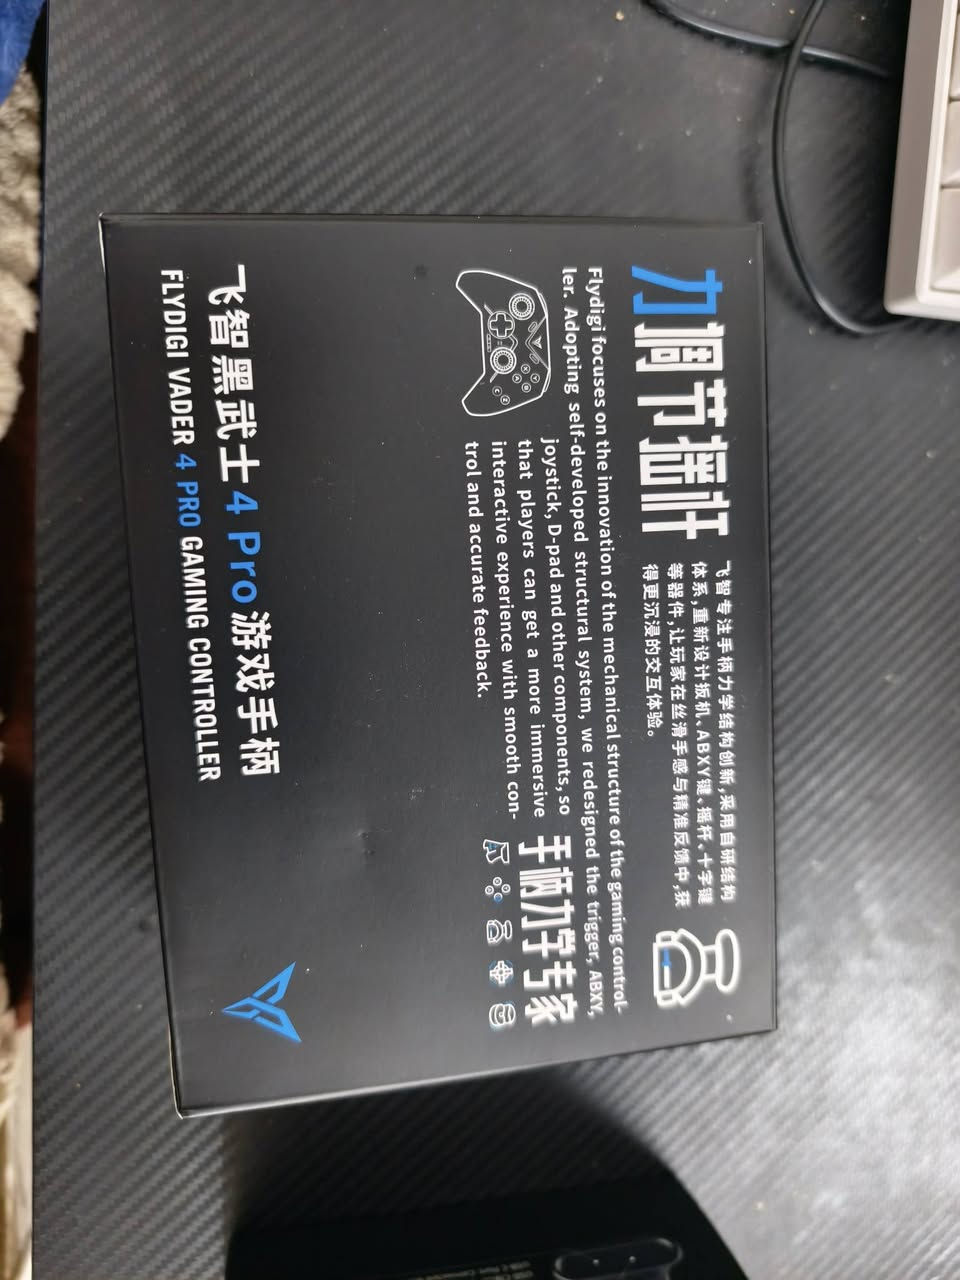 力调节摇杆
飞智专注手柄力学结构创新,采用自研结构
体系,重新设计扳机、ABXY键、摇杆、十字键
等器件,让玩家在丝滑手感与精准反馈中,获
得更沉浸的交互体验。
Flydigi focuses on the innovation of the mechanical structure of the gaming control-
ler. Adopting self-developed structural system, we redesigned the trigger, ABXY,
joystick, D-pad and other components, so
that players can get a more immersive
interactive experience with smooth con-
trol and accurate feedback.
手柄力学专家
飞智黑武士4 Pro游戏手柄
FLYDIGI VADER 4 PRO GAMING CONTROLLER